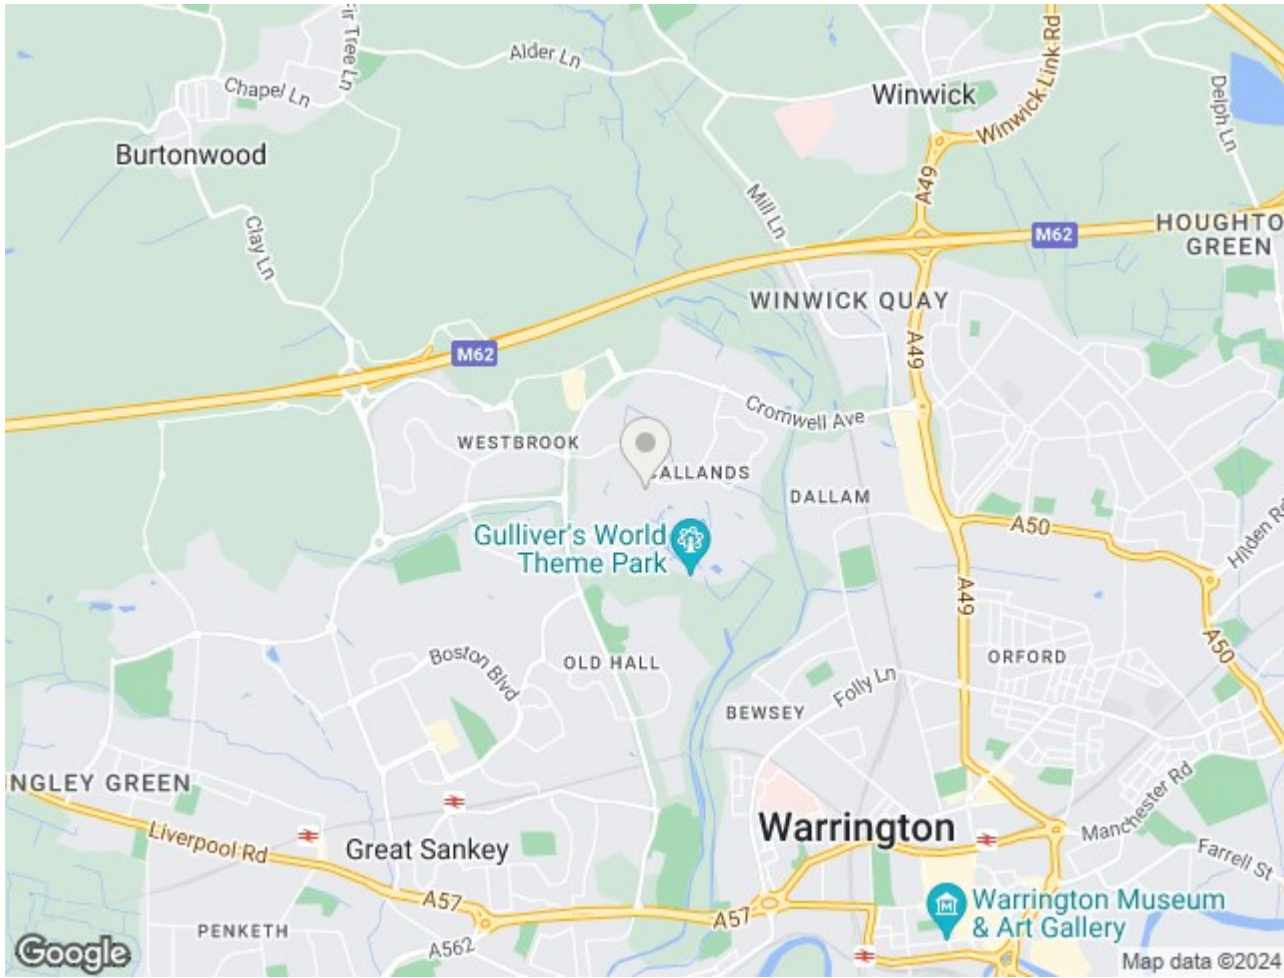 Fir Tree Ln
Alder Ln
Chapel Ln
Burtonwood
Winwick
Winwick Link Rd
Delph Ln
A49
Mill Ln
Clay Ln
M62
HOUGHTO
GREEN
WINWICK QUAY
M62
A49
Cromwell Ave
WESTBROOK
CALLANDS
DALLAM
Gulliver's World
Theme Park
A50
Hilden Rd
A49
A50
Boston Blvd
OLD HALL
ORFORD
Folly Ln
BEWSEY
NGLEY GREEN
Liverpool Rd
Great Sankey
Warrington
Manchester Rd
Farrell St
A57
A57
Warrington Museum
& Art Gallery
PENKETH
A562
Google
Map data ©2024